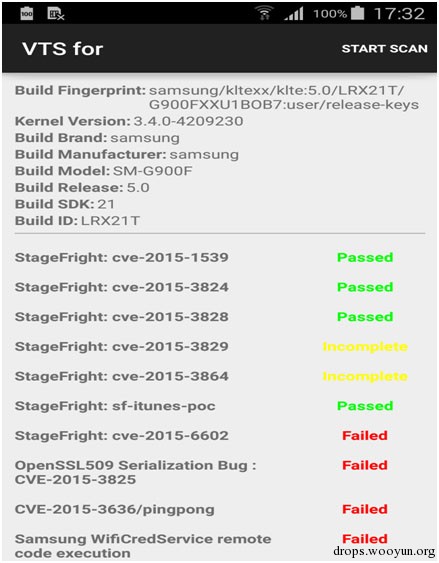 100 100% 17:32
VTS for START SCAN
Build Fingerprint: samsung/kltexx/klte:5.0/LRX21T/
G900FXXU1BOB7:user/release-keys
Kernel Version: 3.4.0-4209230
Build Brand: samsung
Build Manufacturer: samsung
Build Model: SM-G900F
Build Release: 5.0
Build SDK: 21
Build ID: LRX21T
StageFright: cve-2015-1539 Passed
StageFright: cve-2015-3824 Passed
StageFright: cve-2015-3828 Passed
StageFright: cve-2015-3829 Incomplete
StageFright: cve-2015-3864 Incomplete
StageFright: sf-itunes-poc Passed
StageFright: cve-2015-6602 Failed
OpenSSL509 Serialization Bug : Failed
CVE-2015-3825
CVE-2015-3636/pingpong Failed
Samsung WifiCredService remote Failed
code execution
drops.wooyun.org